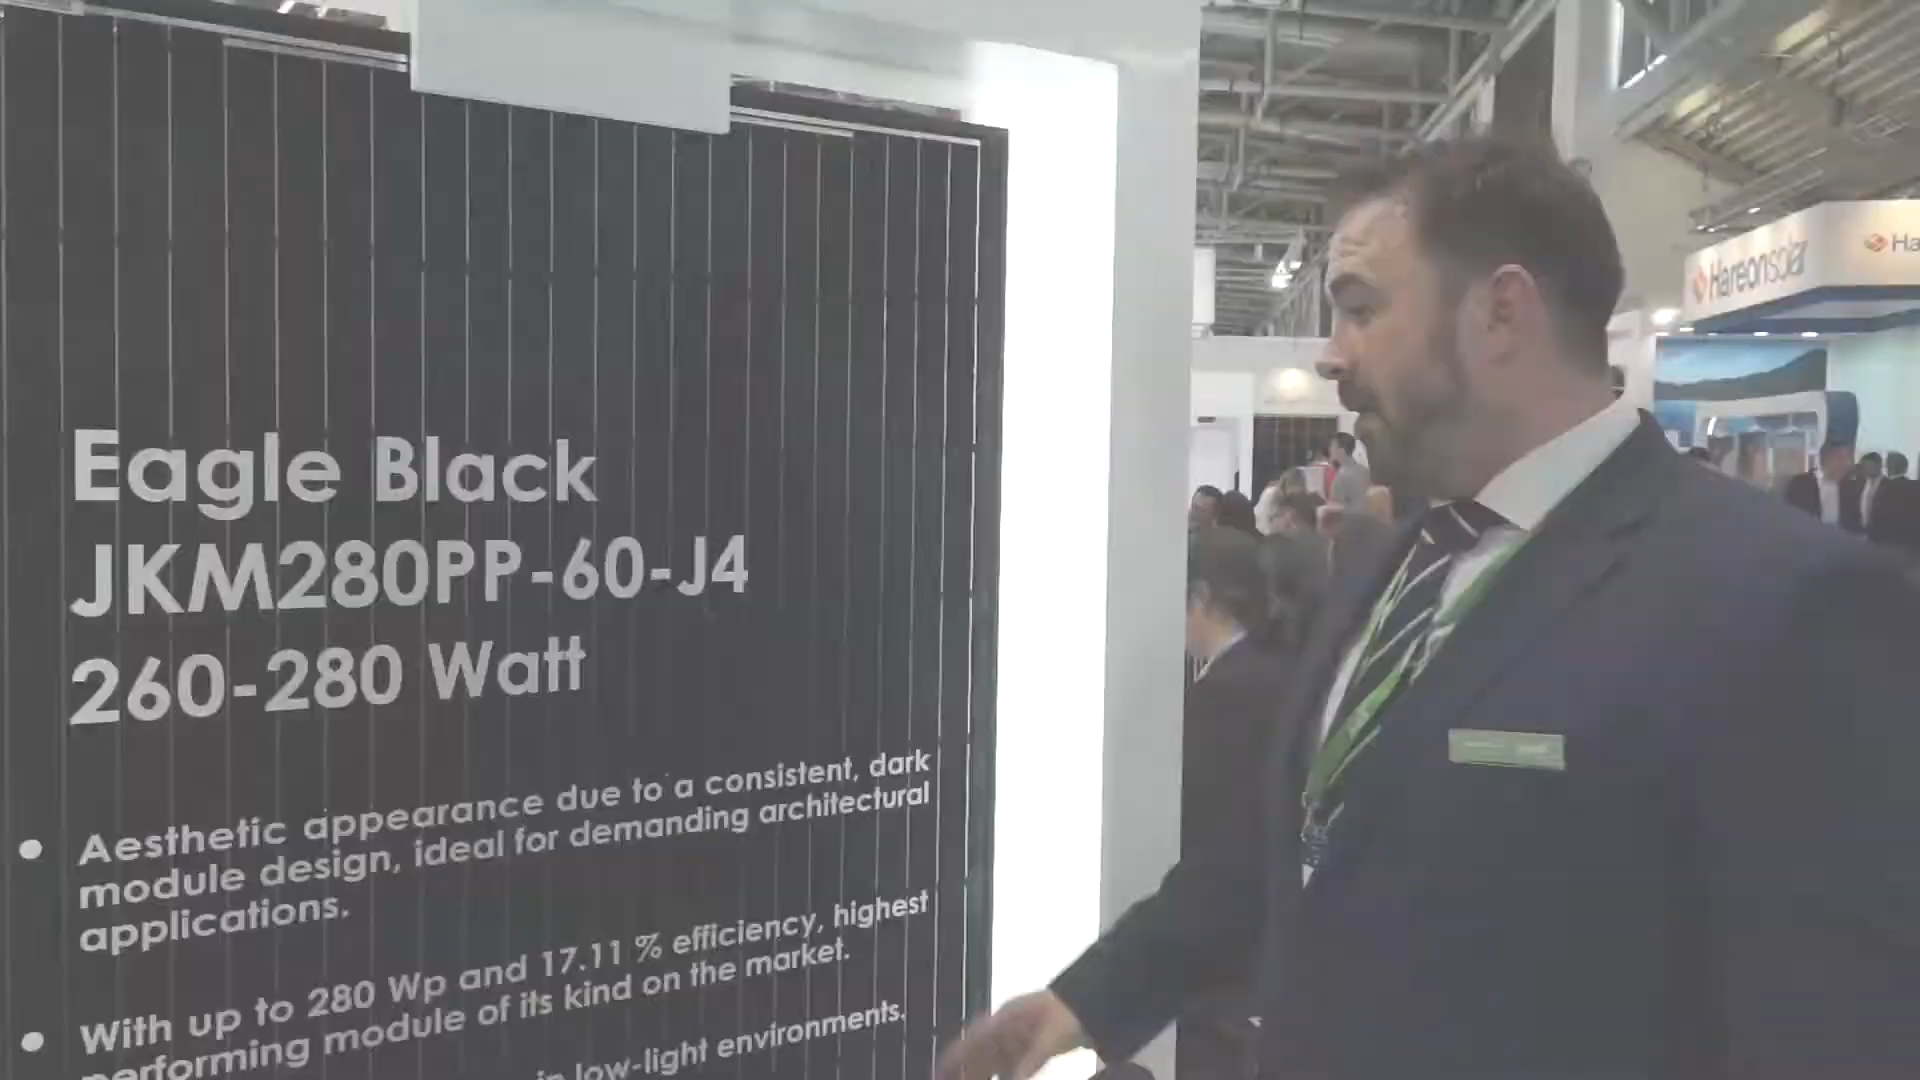 Eagle Black
JKM280PP-60-J4
260-280 Watt
• Aesthetic appearance due to a consistent, dark
module design, ideal for demanding architectural
applications.
• With up to 280 Wp and 17.11 % efficiency, highest
performing module of its kind on the market.
in low-light environments.
Hareonsolar
Ha